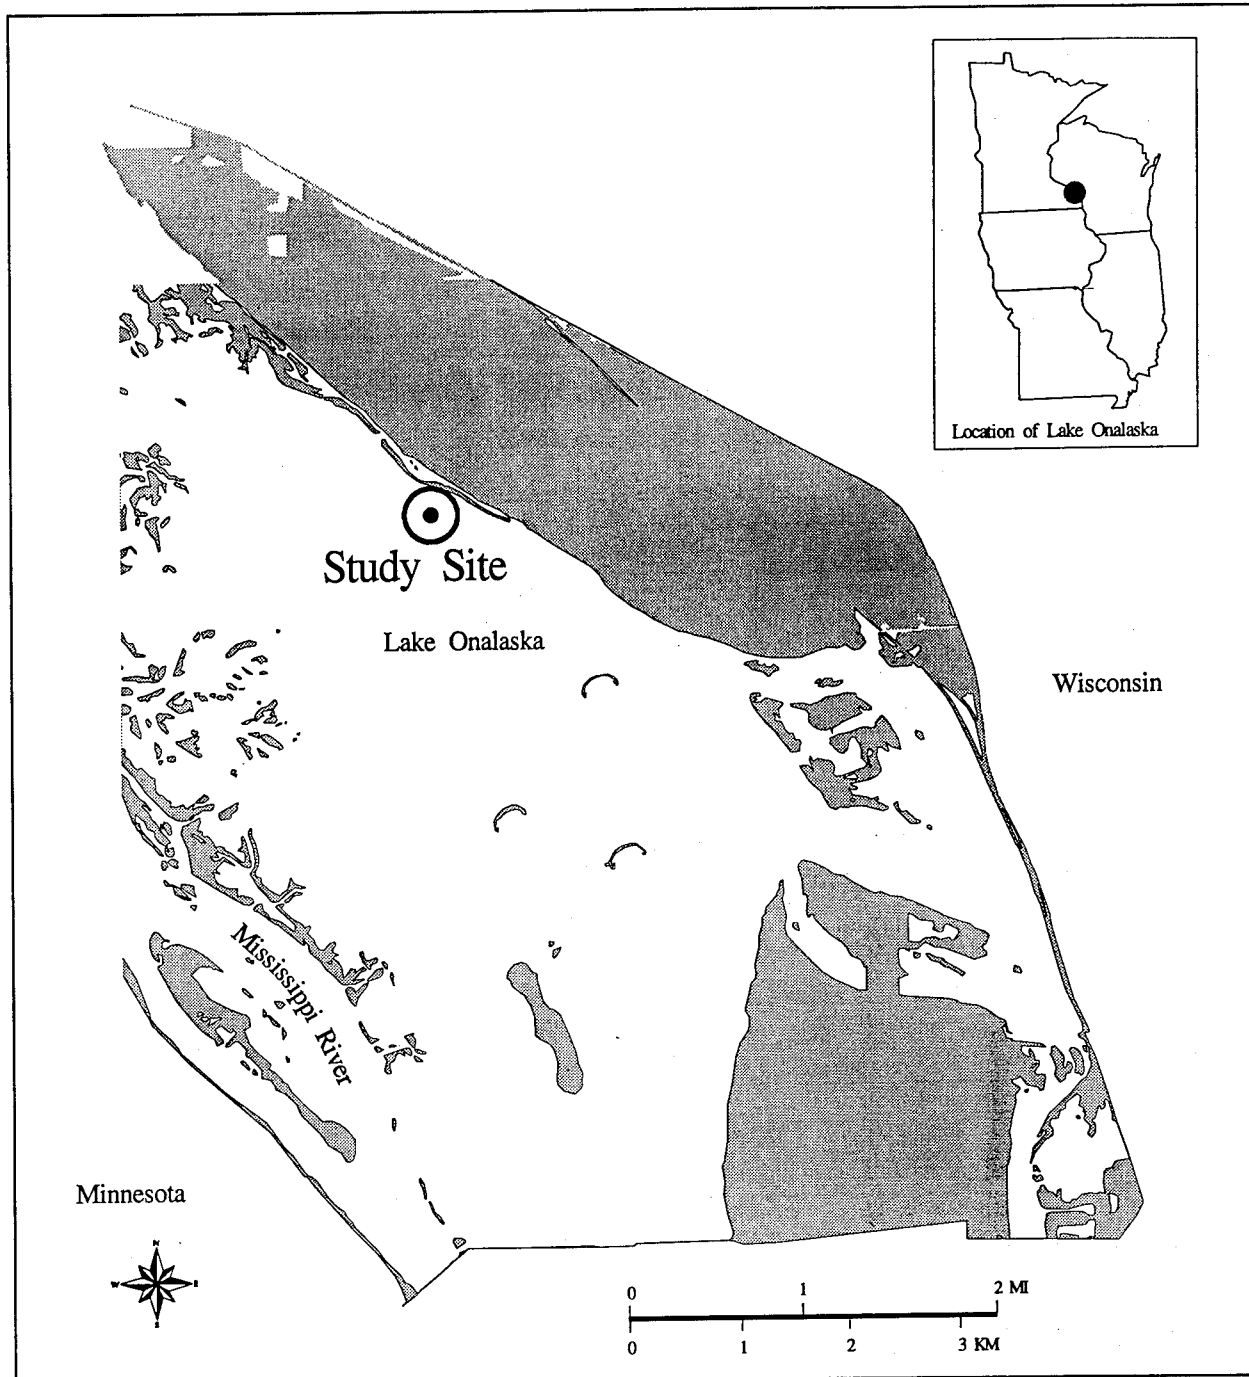 Location of Lake Onalaska
Study Site
Lake Onalaska
Wisconsin
Mississippi River
Minnesota
N
W E
S
0 1 2 MI
0 1 2 3 KM